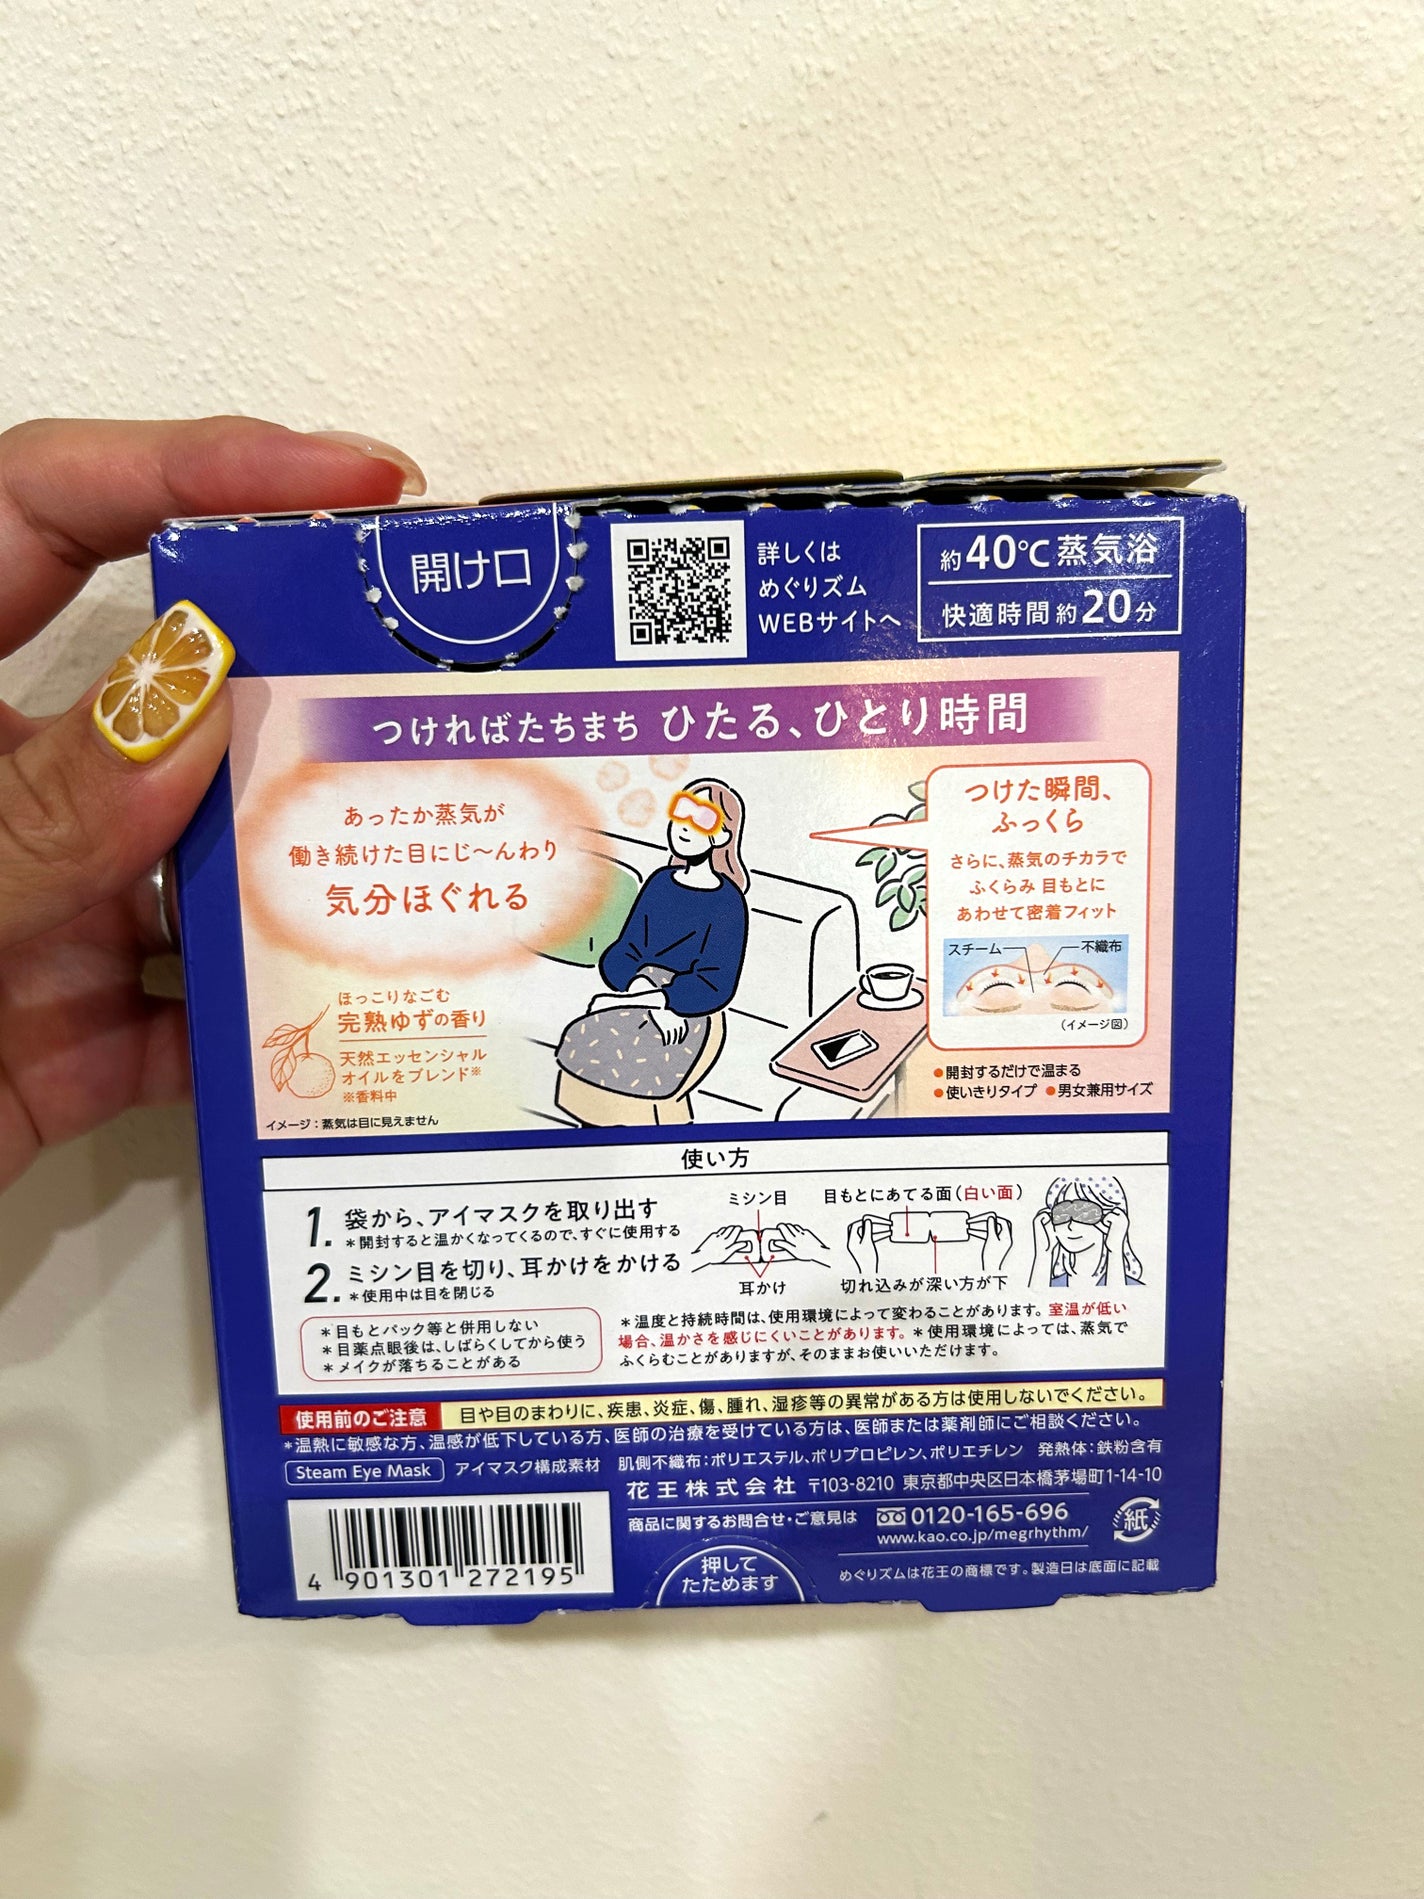 開け口
詳しくは
めぐりズム
WEBサイトへ
約40℃蒸気浴
快適時間約20分
つければたちまち ひたる、ひとり時間
あったか蒸気が
働き続けた目にじ〜んわり
気分ほぐれる
つけた瞬間、
ふっくら
さらに、蒸気のチカラで
ふくらみ 目もとに
あわせて密着フィット
スチーム
不織布
(イメージ図)
ほっこりなごむ
完熟ゆずの香り
天然エッセンシャル
オイルをブレンド※
※香料中
イメージ：蒸気は目に見えません
●開封するだけで温まる
●使いきりタイプ ●男女兼用サイズ
使い方
1. 袋から、アイマスクを取り出す
＊開封すると温かくなってくるので、すぐに使用する
2. ミシン目を切り、耳かけをかける
＊使用中は目を閉じる
ミシン目
耳かけ
目もとにあてる面(白い面)
切れ込みが深い方が下
＊目もとパック等と併用しない
＊目薬点眼後は、しばらくしてから使う
＊メイクが落ちることがある
＊温度と持続時間は、使用環境によって変わることがあります。室温が低い
場合、温かさを感じにくいことがあります。＊使用環境によっては、蒸気で
ふくらむことがありますが、そのままお使いいただけます。
使用前のご注意 目や目のまわりに、疾患、炎症、傷、腫れ、湿疹等の異常がある方は使用しないでください。
＊温熱に敏感な方、温感が低下している方、医師の治療を受けている方は、医師または薬剤師にご相談ください。
Steam Eye Mask アイマスク構成素材 肌側不織布：ポリエステル、ポリプロピレン、ポリエチレン 発熱体：鉄粉含有
花王株式会社 〒103-8210 東京都中央区日本橋茅場町1-14-10
商品に関するお問合せ・ご意見は 0120-165-696
www.kao.co.jp/megrhythm/
紙
4 901301 272195
押して
たためます
めぐりズムは花王の商標です。製造日は底面に記載